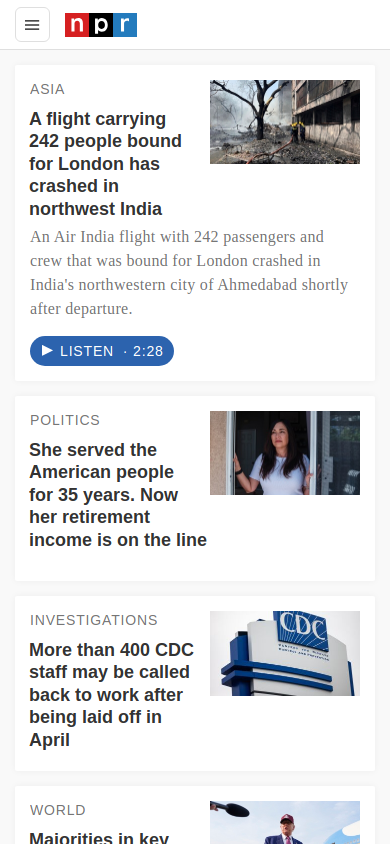 npr
ASIA
A flight carrying
242 people bound
for London has
crashed in
northwest India
An Air India flight with 242 passengers and
crew that was bound for London crashed in
India's northwestern city of Ahmedabad shortly
after departure.
LISTEN · 2:28
POLITICS
She served the
American people
for 35 years. Now
her retirement
income is on the line
INVESTIGATIONS
More than 400 CDC
staff may be called
back to work after
being laid off in
April
CDC
WORLD
Majorities in key